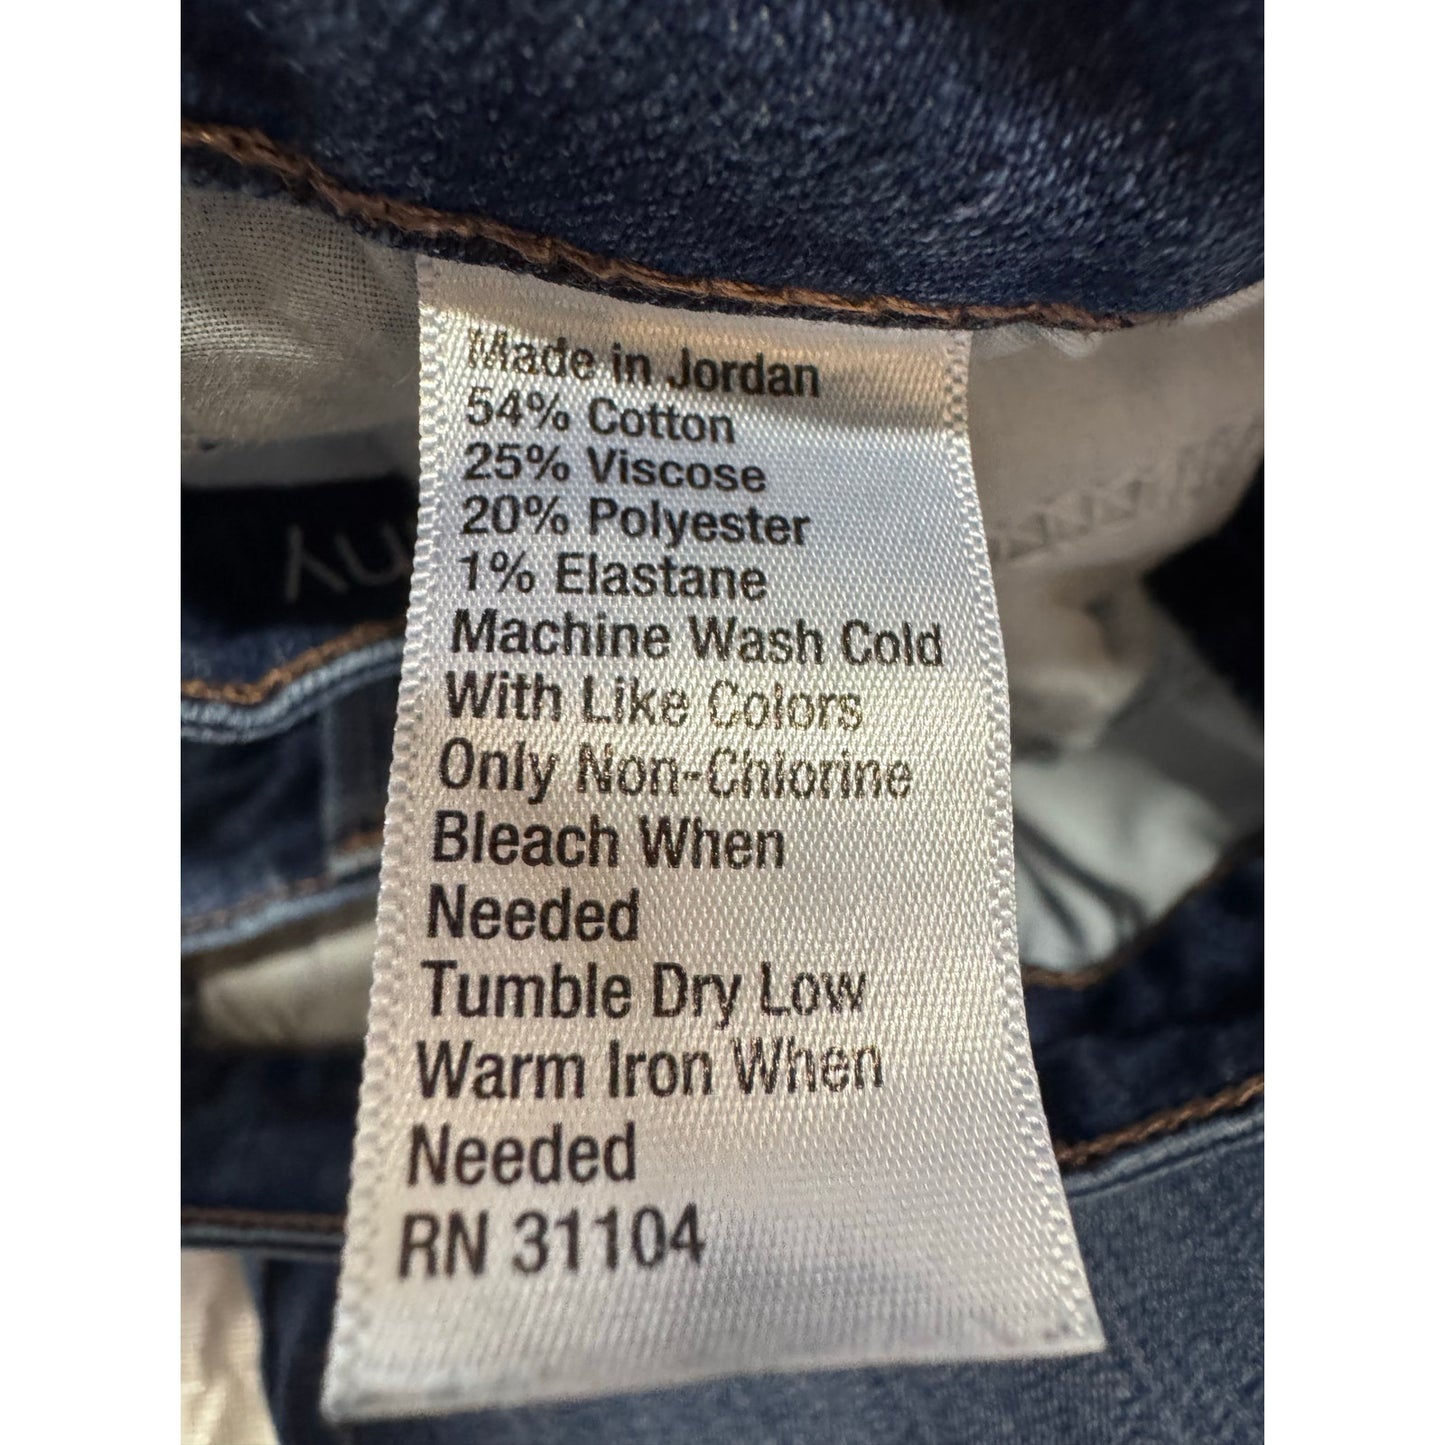 Made in Jordan
54% Cotton
25% Viscose
20% Polyester
1% Elastane
Machine Wash Cold
With Like Colors
Only Non-Chlorine
Bleach When
Needed
Tumble Dry Low
Warm Iron When
Needed
RN 31104